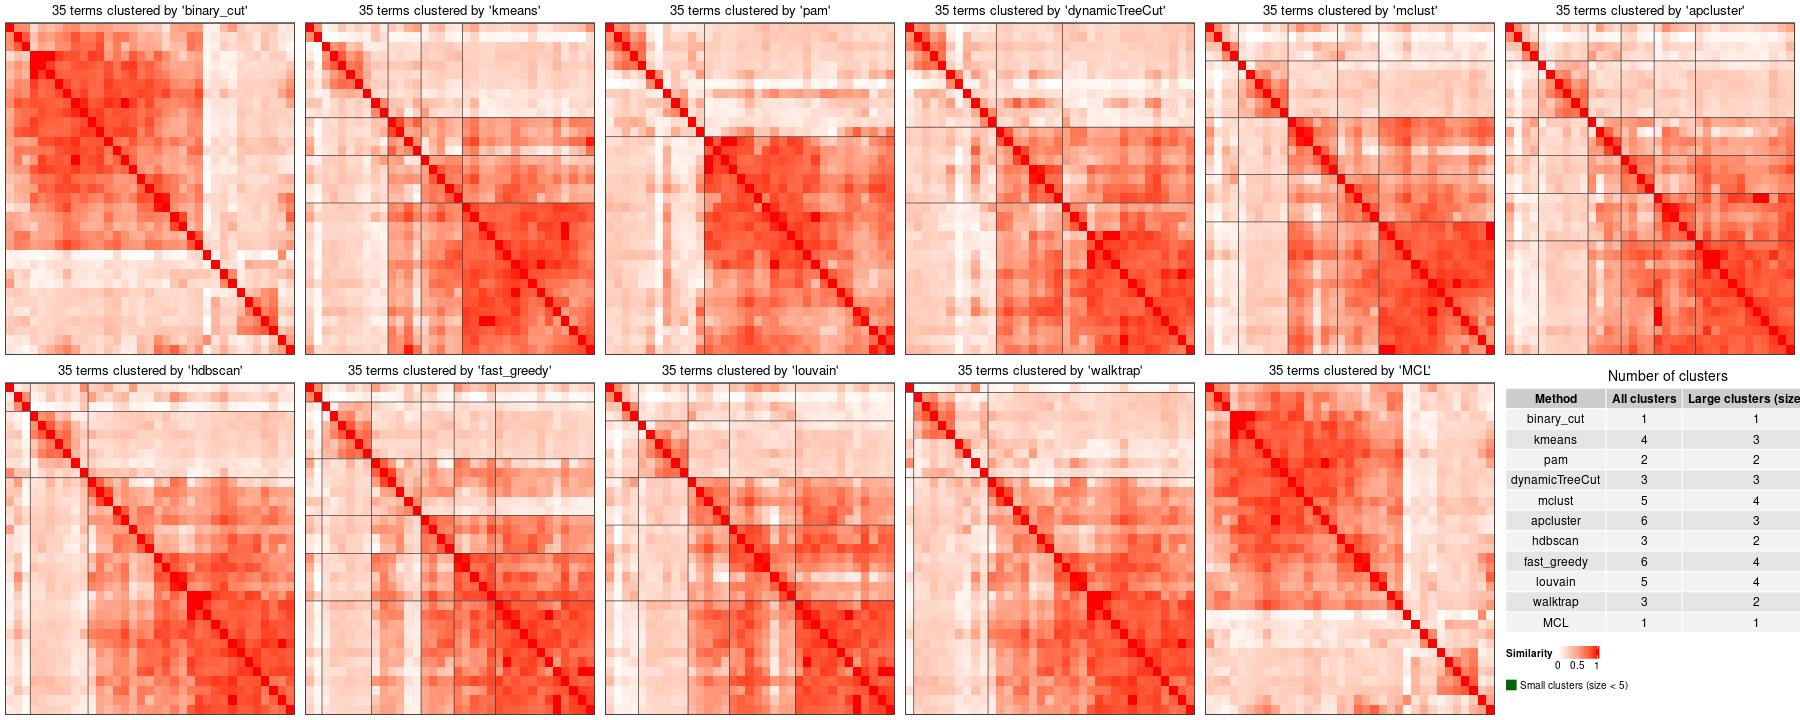 35 terms clustered by 'binary_cut'
35 terms clustered by 'kmeans'
35 terms clustered by 'pam'
35 terms clustered by 'dynamicTreeCut'
35 terms clustered by 'mclust'
35 terms clustered by 'apcluster'
35 terms clustered by 'hdbscan'
35 terms clustered by 'fast_greedy'
35 terms clustered by 'louvain'
35 terms clustered by 'walktrap'
35 terms clustered by 'MCL'
Number of clusters
Method All clusters Large clusters (size
binary_cut 1 1
kmeans 4 3
pam 2 2
dynamicTreeCut 3 3
mclust 5 4
apcluster 6 3
hdbscan 3 2
fast_greedy 6 4
louvain 5 4
walktrap 3 2
MCL 1 1
Similarity
0 0.5 1
Small clusters (size < 5)